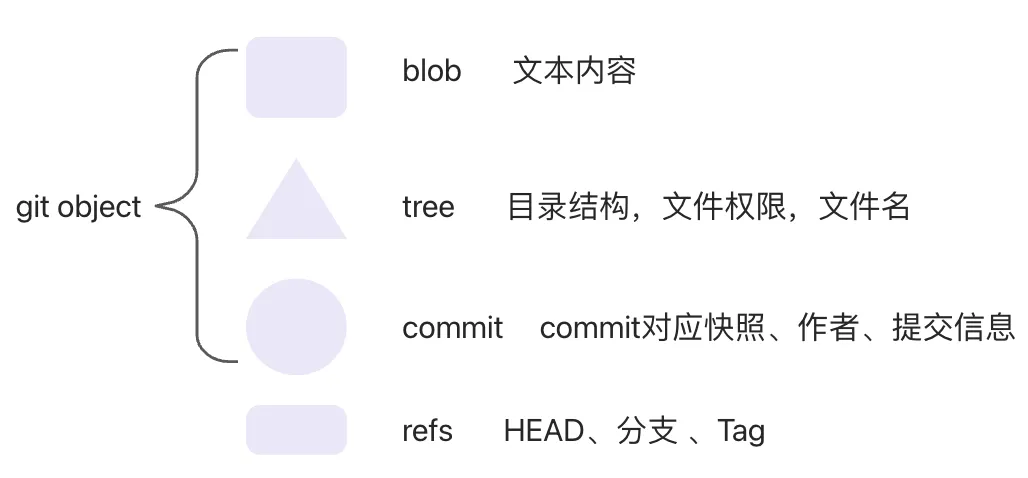 blob 文本内容
git object
tree 目录结构，文件权限，文件名
commit commit对应快照、作者、提交信息
refs HEAD、分支 、Tag